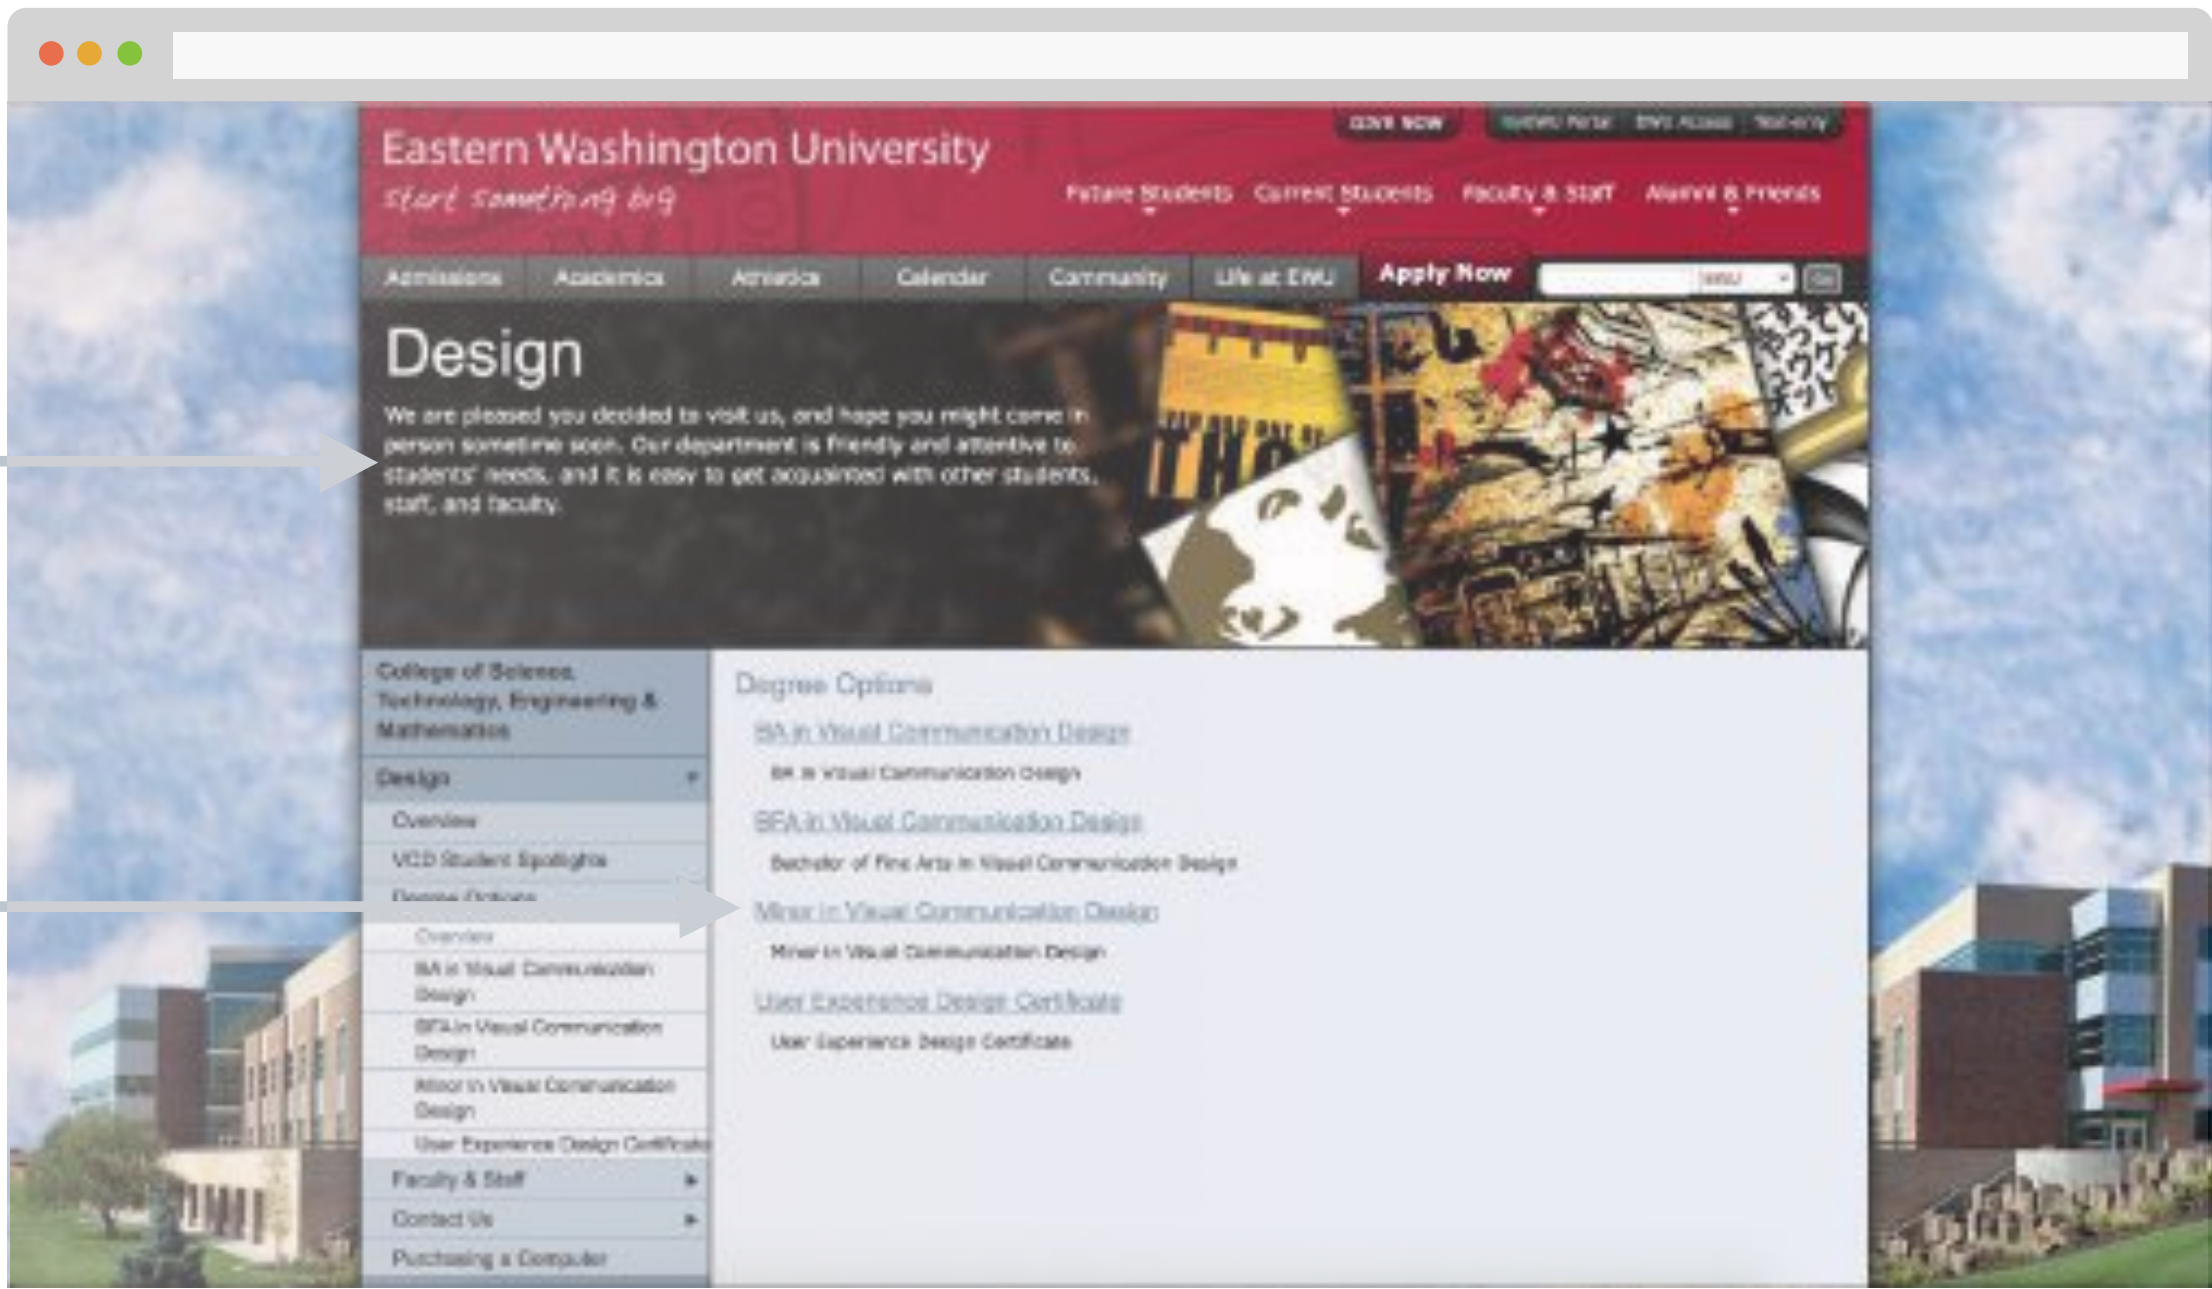 GIVE NOW
Eastern Washington University
start something big
Future Students Current Students Faculty & Staff Alumni & Friends
Admissions Academics Athletics Calendar Community Life at EWU Apply Now EWU Go
Design
We are pleased you decided to visit us, and hope you might come in
person sometime soon. Our department is friendly and attentive to
students' needs, and it is easy to get acquainted with other students,
staff, and faculty.
College of Science,
Technology, Engineering &
Mathematics
Design
Overview
VCD Student Spotlights
Degree Options
Overview
BA in Visual Communication
Design
BFA in Visual Communication
Design
Minor in Visual Communication
Design
User Experience Design Certificate
Faculty & Staff
Contact Us
Purchasing a Computer
Degree Options
BA in Visual Communication Design
BA in Visual Communication Design
BFA in Visual Communication Design
Bachelor of Fine Arts in Visual Communication Design
Minor in Visual Communication Design
Minor in Visual Communication Design
User Experience Design Certificate
User Experience Design Certificate